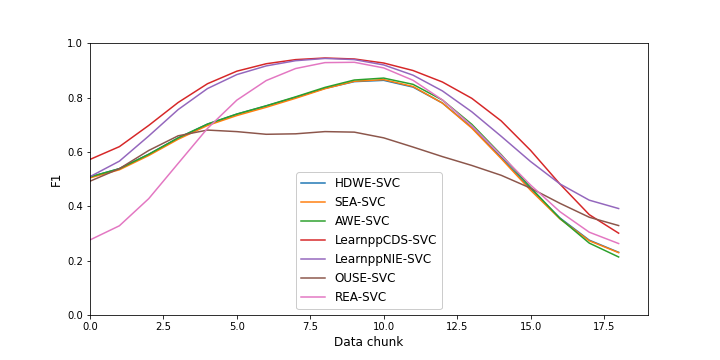 1.0
0.8
0.6
0.4
0.2
0.0
F1
HDWE-SVC
SEA-SVC
AWE-SVC
LearnppCDS-SVC
LearnppNIE-SVC
OUSE-SVC
REA-SVC
0.0 2.5 5.0 7.5 10.0 12.5 15.0 17.5
Data chunk